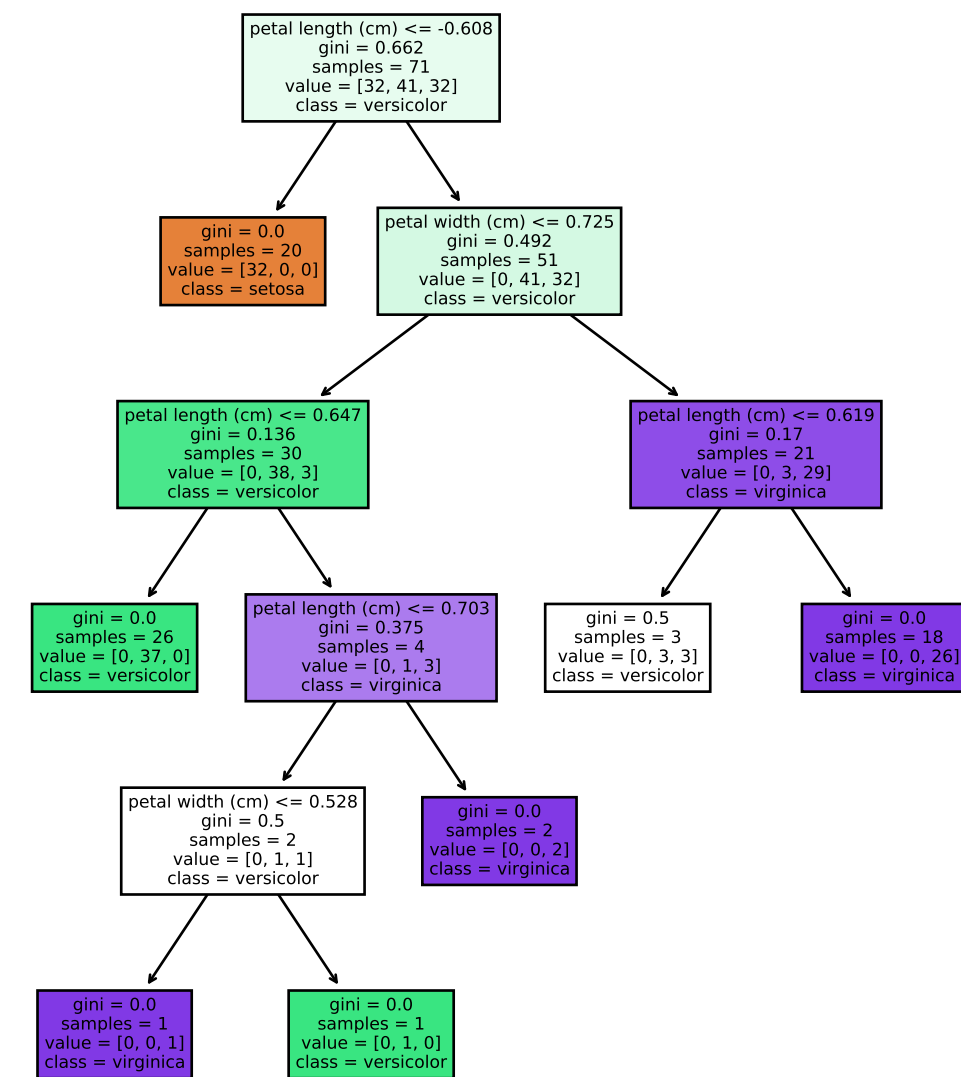 petal length (cm) <= -0.608
gini = 0.662
samples = 71
value = [32, 41, 32]
class = versicolor
gini = 0.0
samples = 20
value = [32, 0, 0]
class = setosa
petal width (cm) <= 0.725
gini = 0.492
samples = 51
value = [0, 41, 32]
class = versicolor
petal length (cm) <= 0.647
gini = 0.136
samples = 30
value = [0, 38, 3]
class = versicolor
petal length (cm) <= 0.619
gini = 0.17
samples = 21
value = [0, 3, 29]
class = virginica
gini = 0.0
samples = 26
value = [0, 37, 0]
class = versicolor
petal length (cm) <= 0.703
gini = 0.375
samples = 4
value = [0, 1, 3]
class = virginica
gini = 0.5
samples = 3
value = [0, 3, 3]
class = versicolor
gini = 0.0
samples = 18
value = [0, 0, 26]
class = virginica
petal width (cm) <= 0.528
gini = 0.5
samples = 2
value = [0, 1, 1]
class = versicolor
gini = 0.0
samples = 2
value = [0, 0, 2]
class = virginica
gini = 0.0
samples = 1
value = [0, 0, 1]
class = virginica
gini = 0.0
samples = 1
value = [0, 1, 0]
class = versicolor